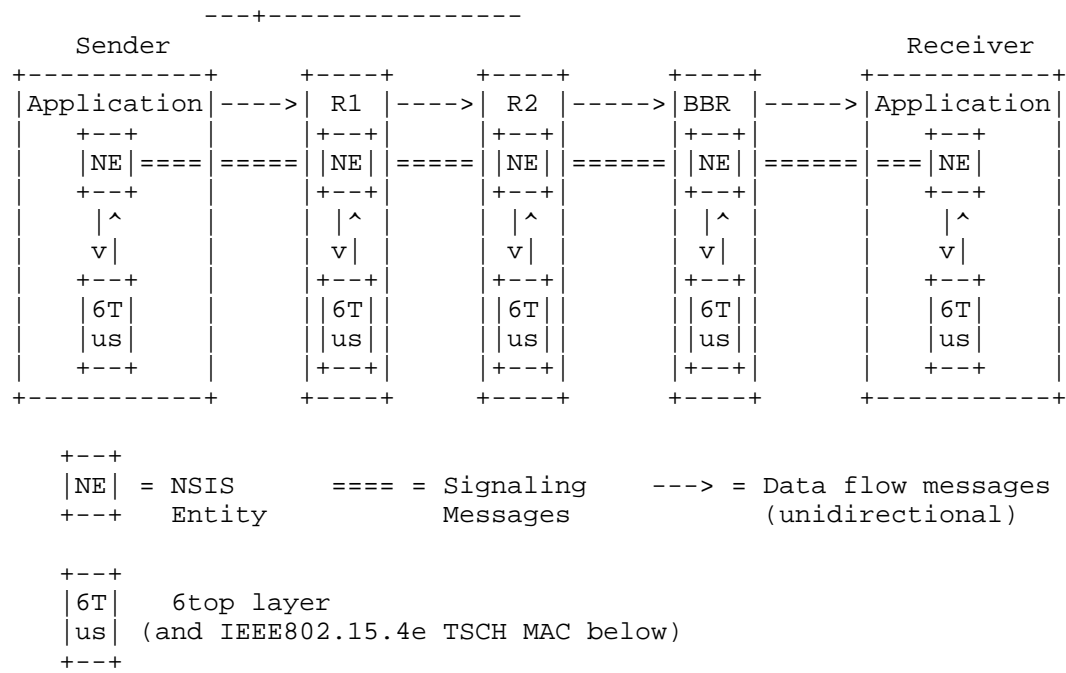 ---+-----------------
Sender Receiver
+-----------+ +----+ +----+ +----+ +-----------+
|Application|---->| R1 |---->| R2 |----->|BBR |----->|Application|
| +--+ | |+--+| |+--+| |+--+| | +--+ |
| |NE|====|=====||NE||=====||NE||======||NE||======|===|NE| |
| +--+ | |+--+| |+--+| |+--+| | +--+ |
| |^ | | |^ | | |^ | | |^ | | |^ |
| v| | | v| | | v| | | v| | | v| |
| +--+ | |+--+| |+--+| |+--+| | +--+ |
| |6T| | ||6T|| ||6T|| ||6T|| | |6T| |
| |us| | ||us|| ||us|| ||us|| | |us| |
| +--+ | |+--+| |+--+| |+--+| | +--+ |
+-----------+ +----+ +----+ +----+ +-----------+
+--+
|NE| = NSIS ==== = Signaling ---> = Data flow messages
+--+ Entity Messages (unidirectional)
+--+
|6T| 6top layer
|us| (and IEEE802.15.4e TSCH MAC below)
+--+